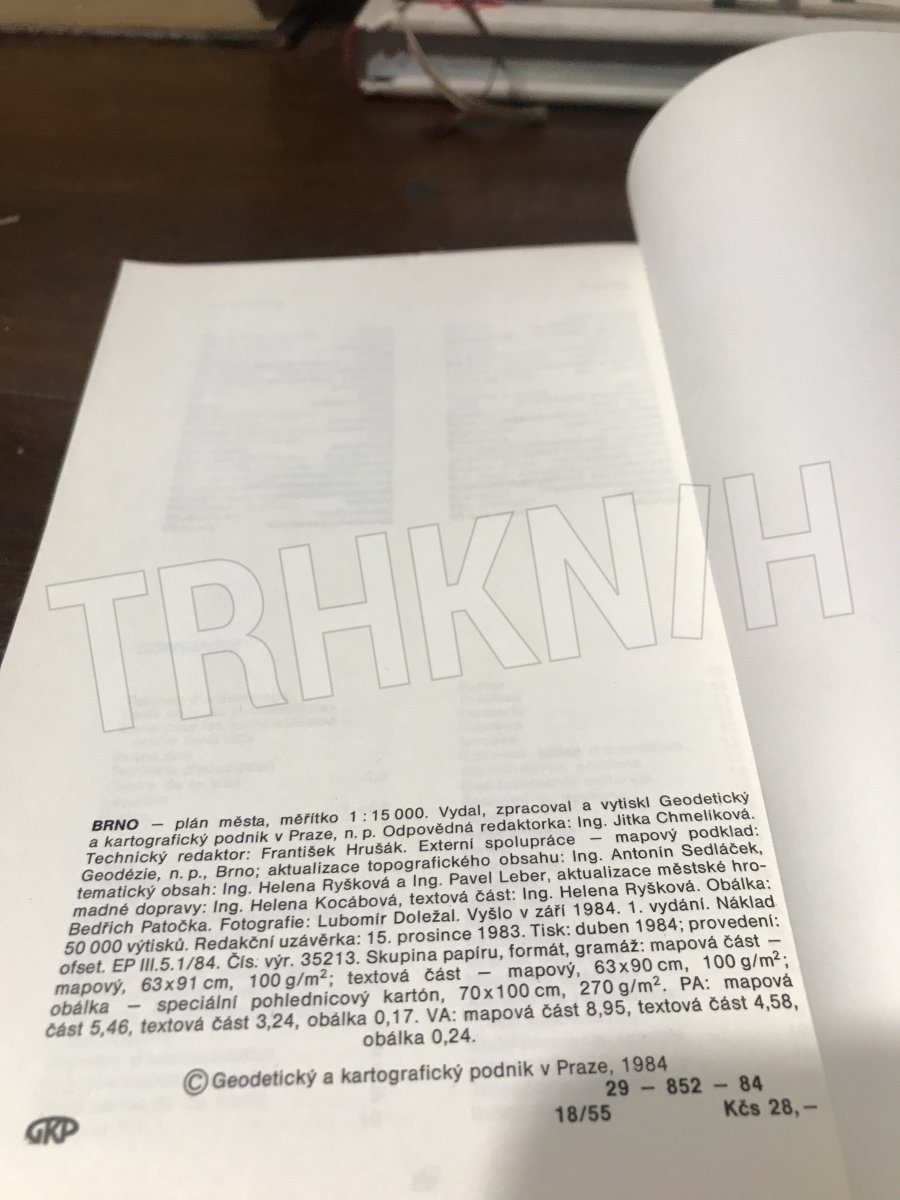 TRHKNIH
BRNO — plán města, měřítko 1 : 15 000. Vydal, zpracoval a vytiskl Geodetický
a kartografický podnik v Praze, n. p. Odpovědná redaktorka: Ing. Jitka Chmelíková.
Technický redaktor: František Hrušák. Externí spolupráce — mapový podklad:
Geodézie, n. p., Brno; aktualizace topografického obsahu: Ing. Antonín Sedláček,
tematický obsah: Ing. Helena Ryšková a Ing. Pavel Leber, aktualizace městské hro-
madné dopravy: Ing. Helena Kocábová, textová část: Ing. Helena Ryšková. Obálka:
Bedřich Patočka. Fotografie: Lubomír Doležal. Vyšlo v září 1984. 1. vydání. Náklad
50 000 výtisků. Redakční uzávěrka: 15. prosince 1983. Tisk: duben 1984; provedení:
ofset. EP III.5.1/84. Čís. výr. 35213. Skupina papíru, formát, gramáž: mapová část —
mapový, 63x91 cm, 100 g/m²; textová část — mapový, 63x90 cm, 100 g/m²;
obálka — speciální pohlednicový kartón, 70x100 cm, 270 g/m². PA: mapová
část 5,46, textová část 3,24, obálka 0,17. VA: mapová část 8,95, textová část 4,58,
obálka 0,24.
© Geodetický a kartografický podnik v Praze, 1984
29 — 852 — 84
18/55 Kčs 28,—
GKP